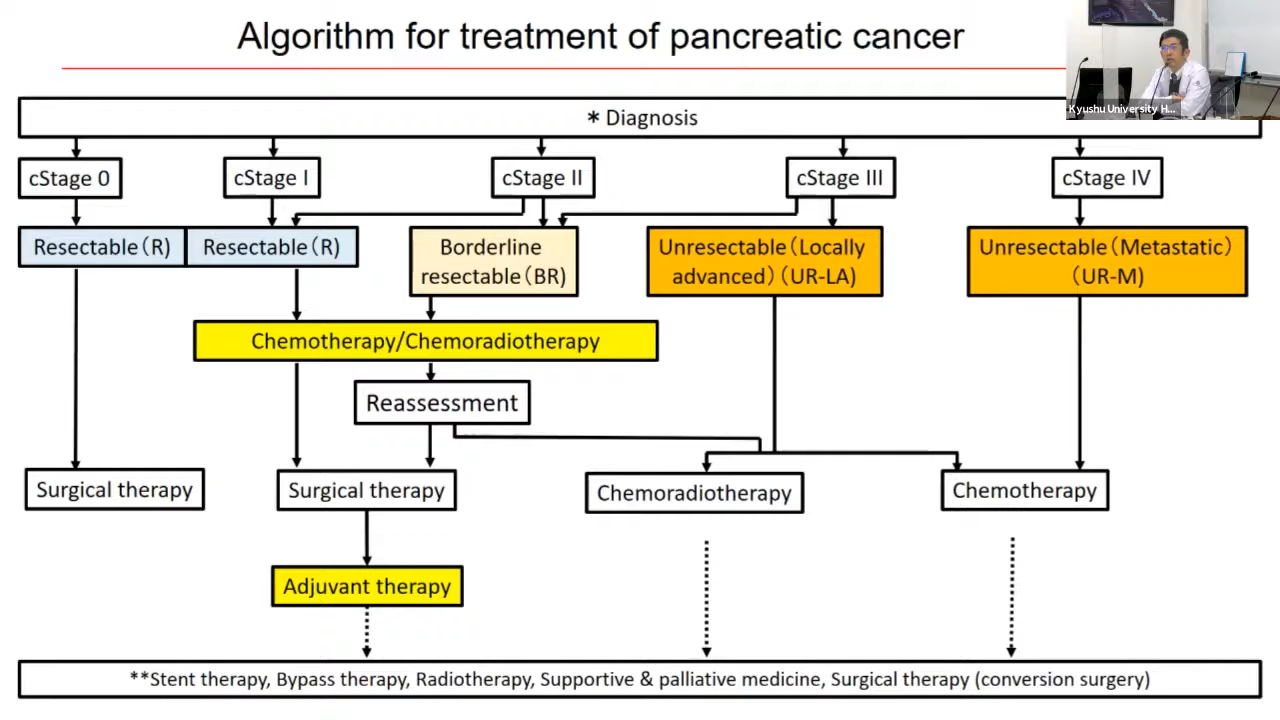 Algorithm for treatment of pancreatic cancer
Kyushu University H...
* Diagnosis
cStage 0
cStage I
cStage II
cStage III
cStage IV
Resectable(R)
Resectable(R)
Borderline
resectable(BR)
Unresectable(Locally
advanced)(UR-LA)
Unresectable(Metastatic)
(UR-M)
Chemotherapy/Chemoradiotherapy
Reassessment
Surgical therapy
Surgical therapy
Chemoradiotherapy
Chemotherapy
Adjuvant therapy
**Stent therapy, Bypass therapy, Radiotherapy, Supportive & palliative medicine, Surgical therapy (conversion surgery)